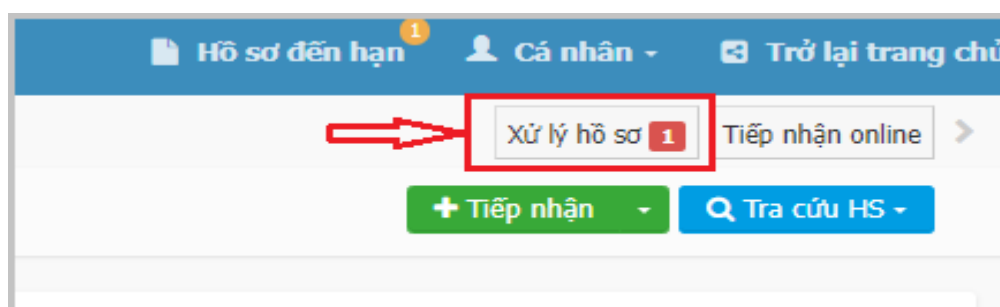 Hồ sơ đến hạn 1 Cá nhân Trở lại trang chủ
Xử lý hồ sơ 1 Tiếp nhận online
Tiếp nhận Tra cứu HS